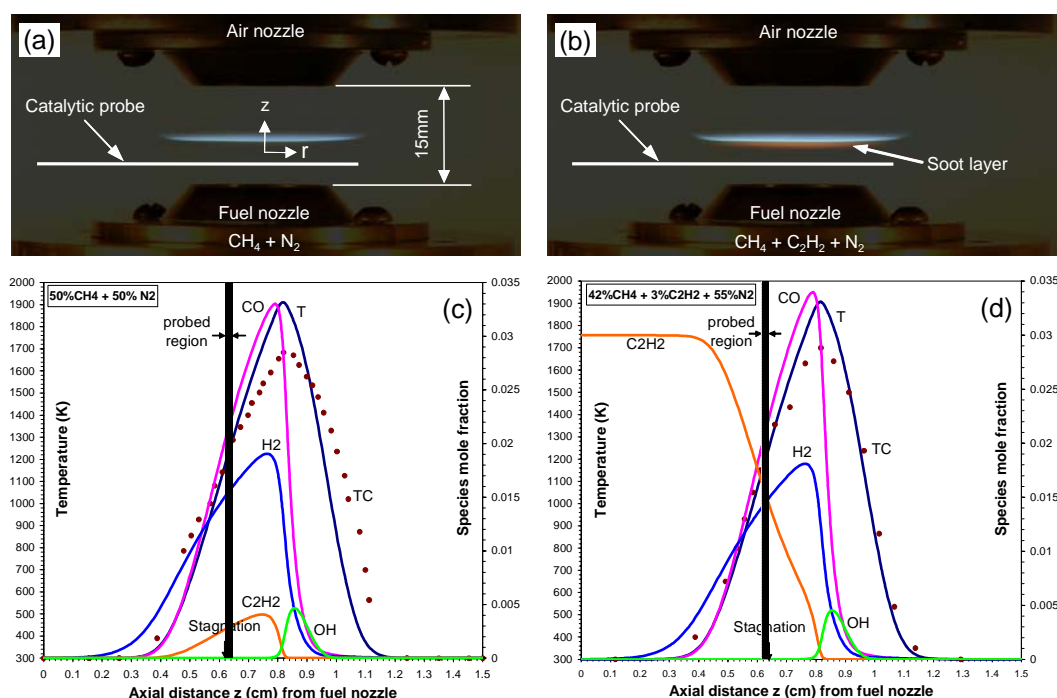 (a)
Air nozzle
Catalytic probe
z
r
15mm
Fuel nozzle
CH4 + N2
(b)
Air nozzle
Catalytic probe
Soot layer
Fuel nozzle
CH4 + C2H2 + N2
(c)
50%CH4 + 50% N2
2000
1900
1800
1700
1600
1500
1400
1300
1200
1100
1000
900
800
700
600
500
400
300
Temperature (K)
probed
region
CO
T
H2
TC
C2H2
Stagnation
OH
0.035
0.03
0.025
0.02
0.015
0.01
0.005
0
Species mole fraction
0 0.1 0.2 0.3 0.4 0.5 0.6 0.7 0.8 0.9 1 1.1 1.2 1.3 1.4 1.5
Axial distance z (cm) from fuel nozzle
(d)
42%CH4 + 3%C2H2 + 55%N2
2000
1900
1800
1700
1600
1500
1400
1300
1200
1100
1000
900
800
700
600
500
400
300
Temperature (K)
C2H2
probed
region
CO
T
H2
TC
Stagnation
OH
0.035
0.03
0.025
0.02
0.015
0.01
0.005
0
Species mole fraction
0 0.1 0.2 0.3 0.4 0.5 0.6 0.7 0.8 0.9 1 1.1 1.2 1.3 1.4 1.5
Axial distance z (cm) from fuel nozzle